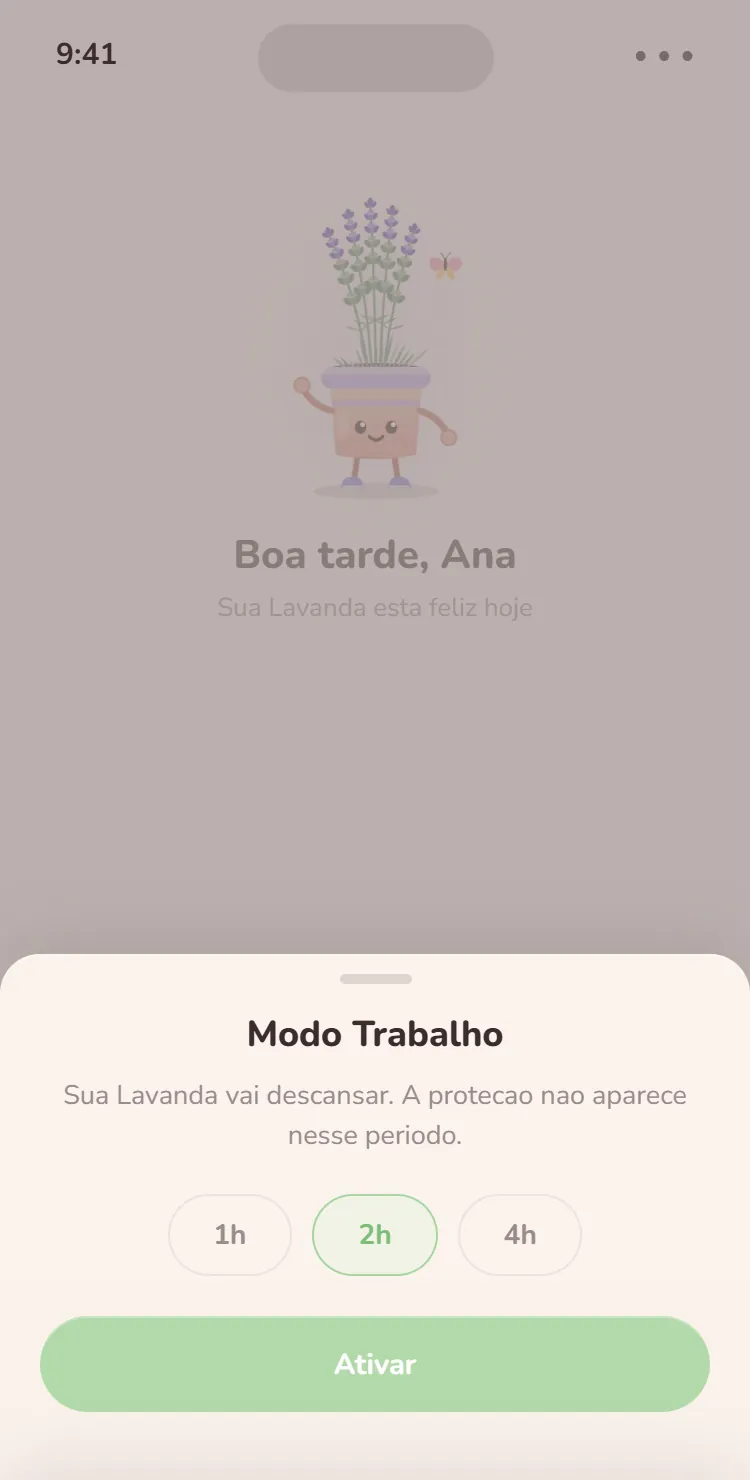 9:41
Boa tarde, Ana
Sua Lavanda esta feliz hoje
Modo Trabalho
Sua Lavanda vai descansar. A protecao nao aparece
nesse periodo.
1h 2h 4h
Ativar